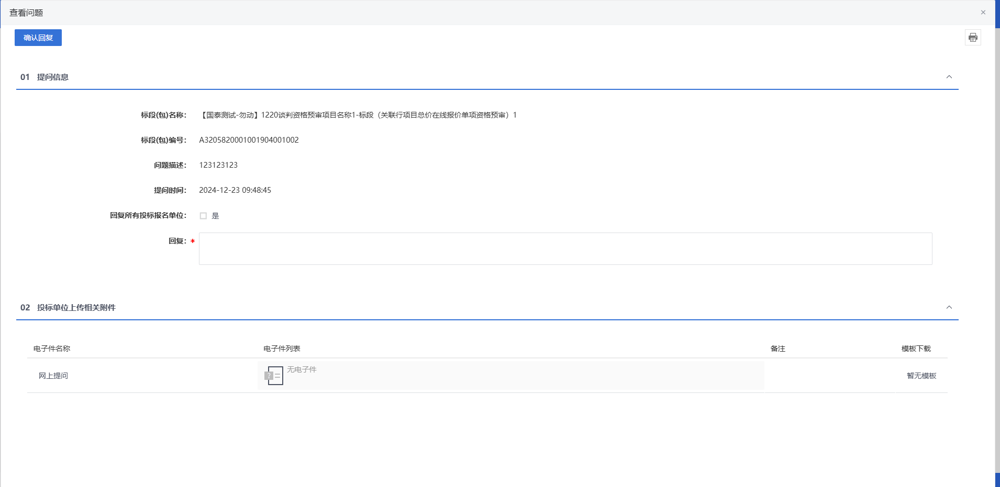 查看问题
确认回复
01 提问信息
标段(包)名称： 【国泰测试-勿动】1220谈判资格预审项目名称1-标段（关联行项目总价在线报价单项资格预审）1
标段(包)编号： A3205820001001904001002
问题描述： 123123123
提问时间： 2024-12-23 09:48:45
回复所有投标报名单位： 是
回复：*
02 投标单位上传相关附件
电子件名称 电子件列表 备注 模板下载
网上提问 无电子件 暂无模板